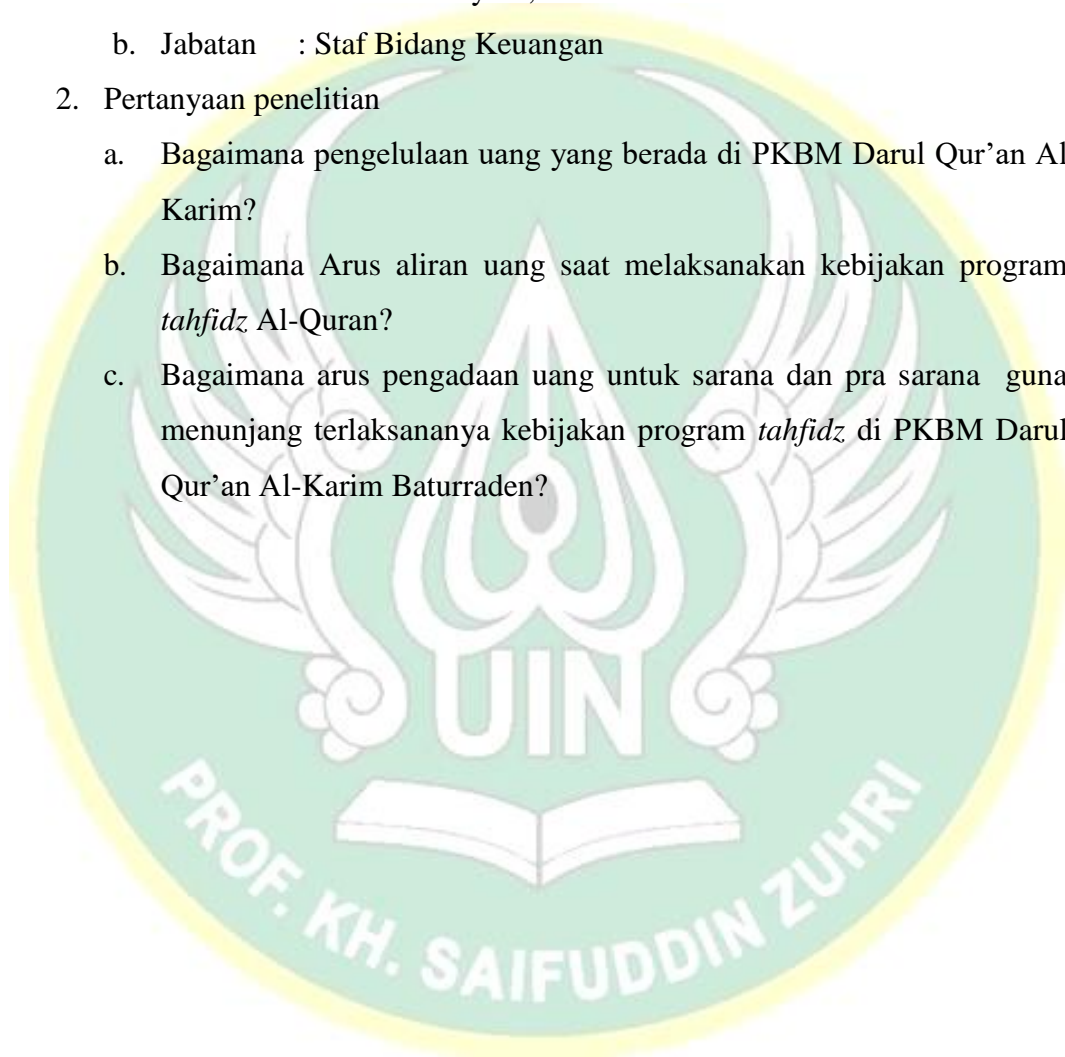 b. Jabatan : Staf Bidang Keuangan
2. Pertanyaan penelitian
a. Bagaimana pengelulaan uang yang berada di PKBM Darul Qur’an Al
Karim?
b. Bagaimana Arus aliran uang saat melaksanakan kebijakan program
tahfidz Al-Quran?
c. Bagaimana arus pengadaan uang untuk sarana dan pra sarana guna
menunjang terlaksananya kebijakan program tahfidz di PKBM Darul
Qur’an Al-Karim Baturraden?
UIN
PROF. KH. SAIFUDDIN ZUHRI